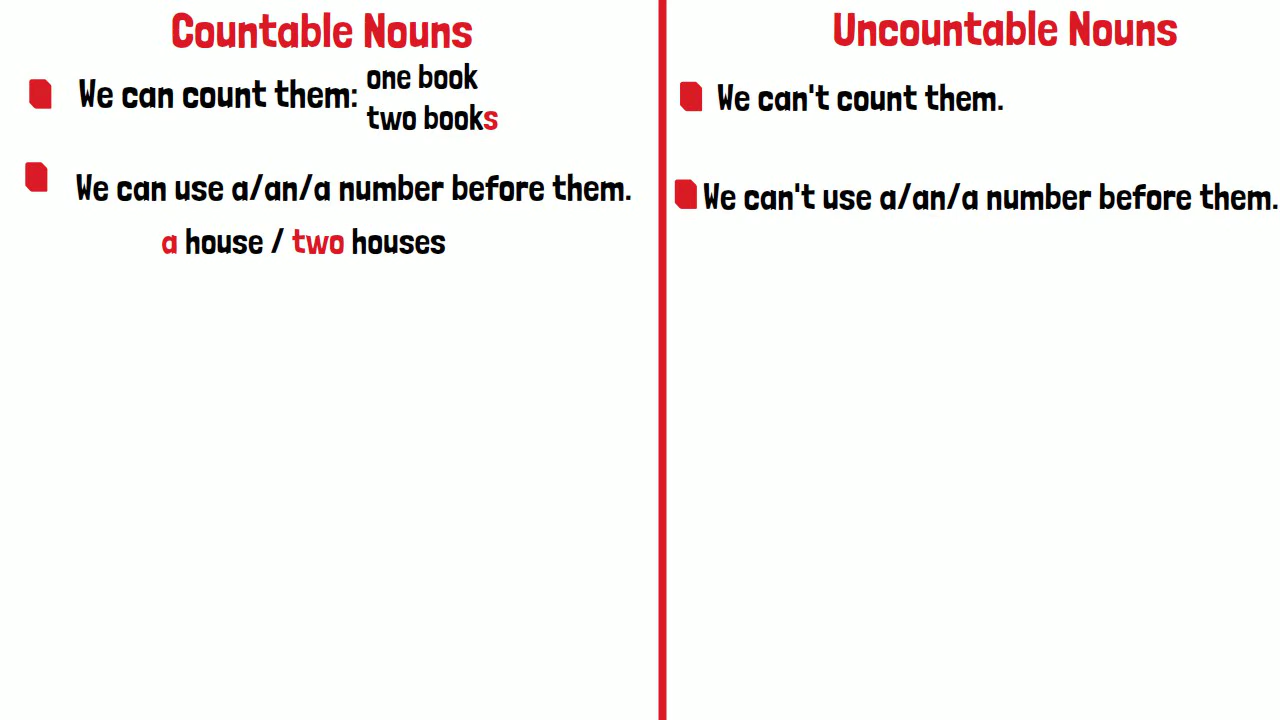 Countable Nouns
We can count them:
one book
two books
We can use a/an/a number before them.
a house / two houses
Uncountable Nouns
We can't count them.
We can't use a/an/a number before them.